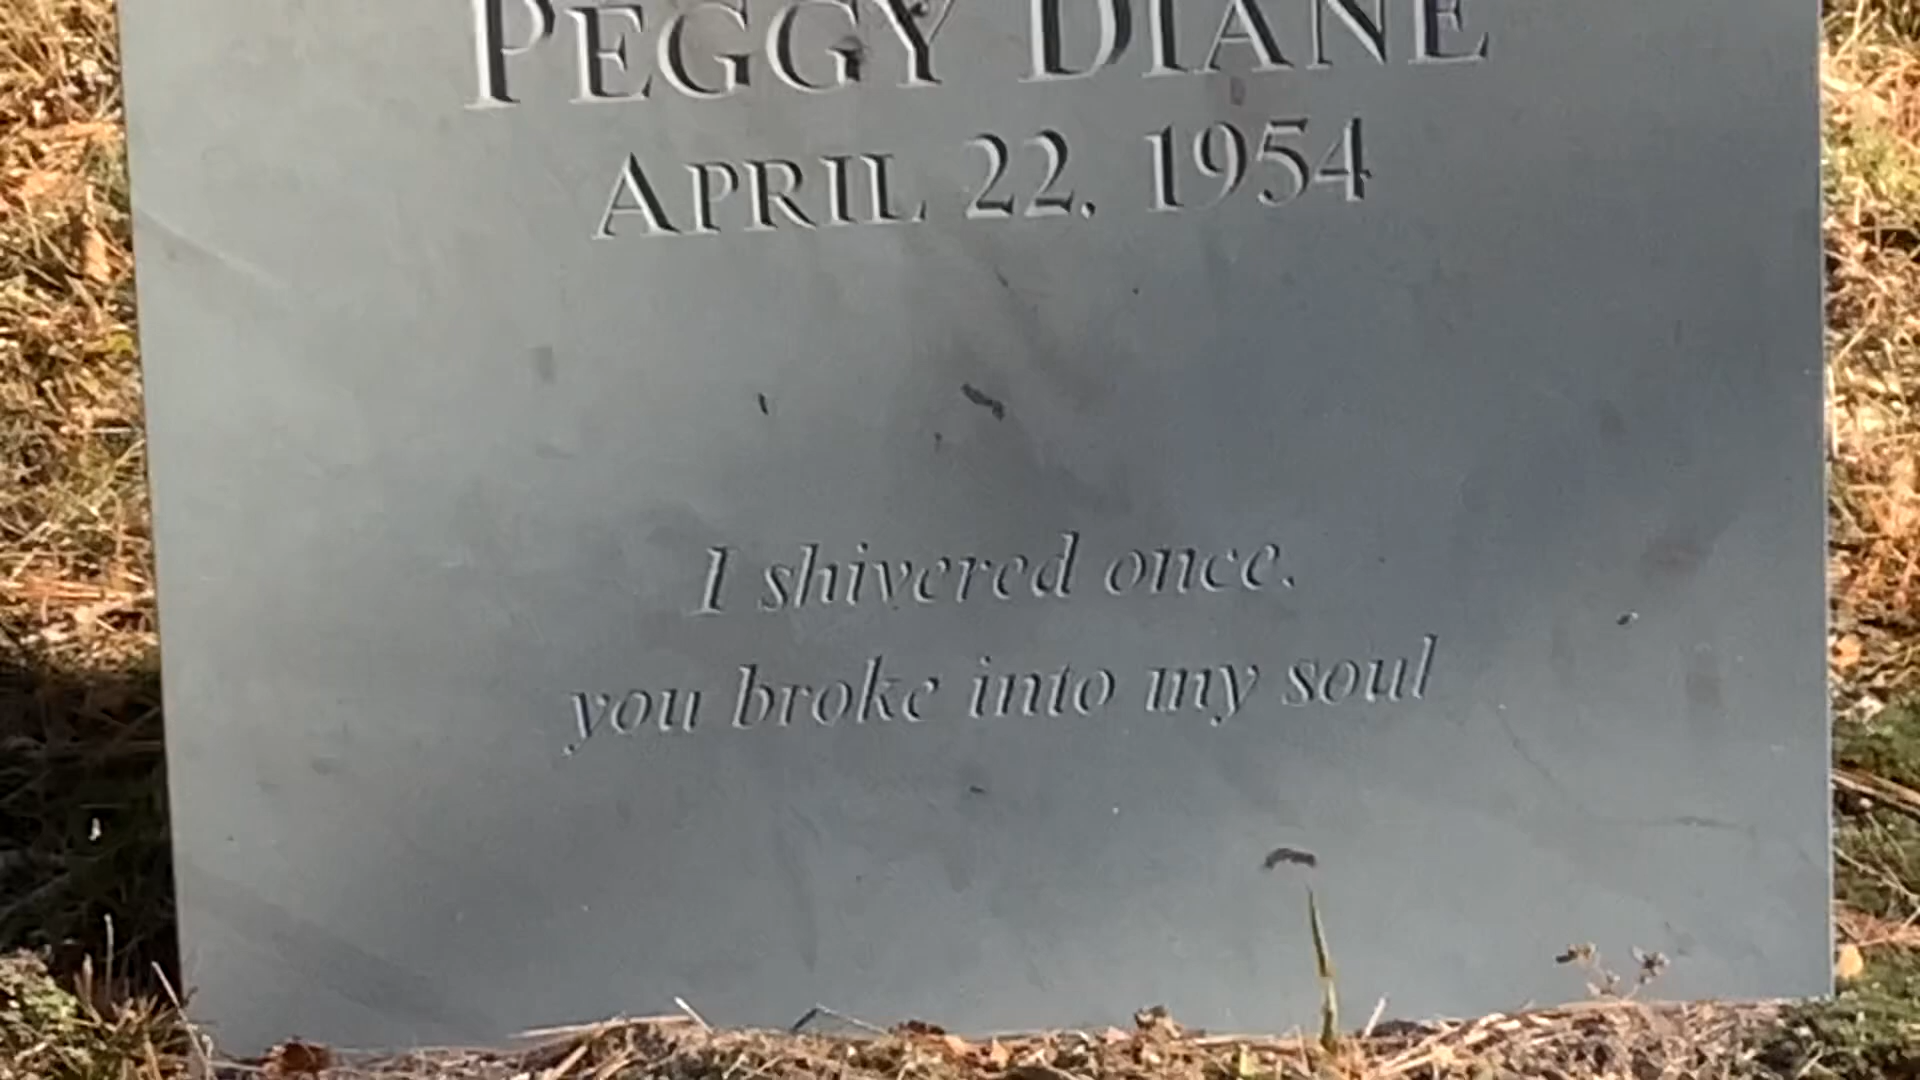 PEGGY DIANE
APRIL 22, 1954
I shivered once,
you broke into my soul